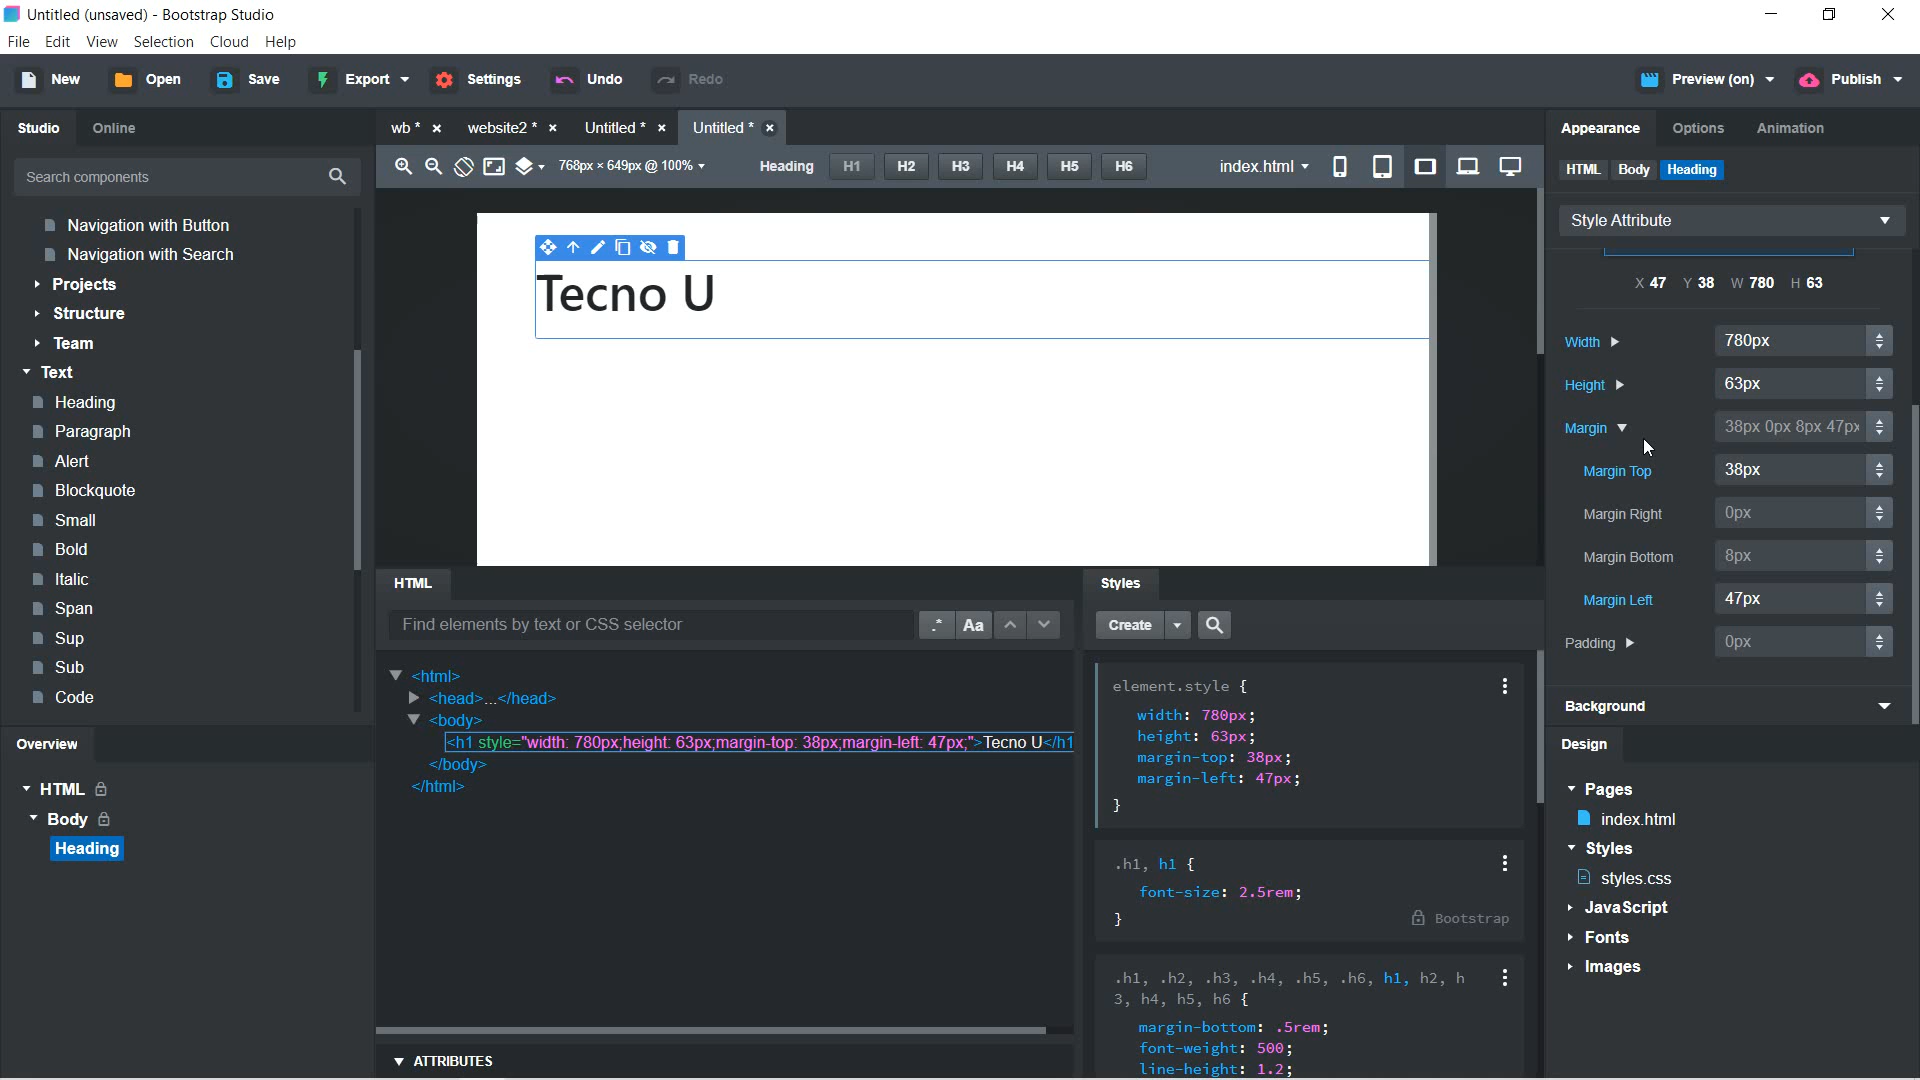 Untitled (unsaved) - Bootstrap Studio
File Edit View Selection Cloud Help
New Open Save Export Settings Undo Redo Preview (on) Publish
Studio Online
Search components
Navigation with Button
Navigation with Search
Projects
Structure
Team
Text
Heading
Paragraph
Alert
Blockquote
Small
Bold
Italic
Span
Sup
Sub
Code
Overview
HTML
Body
Heading
wb * website2 * Untitled * Untitled *
768px × 649px @ 100% Heading H1 H2 H3 H4 H5 H6 index.html
Tecno U
HTML
Find elements by text or CSS selector .* Aa
<html>
<head>...</head>
<body>
<h1 style="width: 780px;height: 63px;margin-top: 38px;margin-left: 47px;">Tecno U</h1
</body>
</html>
ATTRIBUTES
Styles
Create
element.style {
width: 780px;
height: 63px;
margin-top: 38px;
margin-left: 47px;
}
.h1, h1 {
font-size: 2.5rem;
}
Bootstrap
.h1, .h2, .h3, .h4, .h5, .h6, h1, h2, h
3, h4, h5, h6 {
margin-bottom: .5rem;
font-weight: 500;
line-height: 1.2;
Appearance Options Animation
HTML Body Heading
Style Attribute
X 47 Y 38 W 780 H 63
Width 780px
Height 63px
Margin 38px 0px 8px 47px
Margin Top 38px
Margin Right 0px
Margin Bottom 8px
Margin Left 47px
Padding 0px
Background
Design
Pages
index.html
Styles
styles.css
JavaScript
Fonts
Images